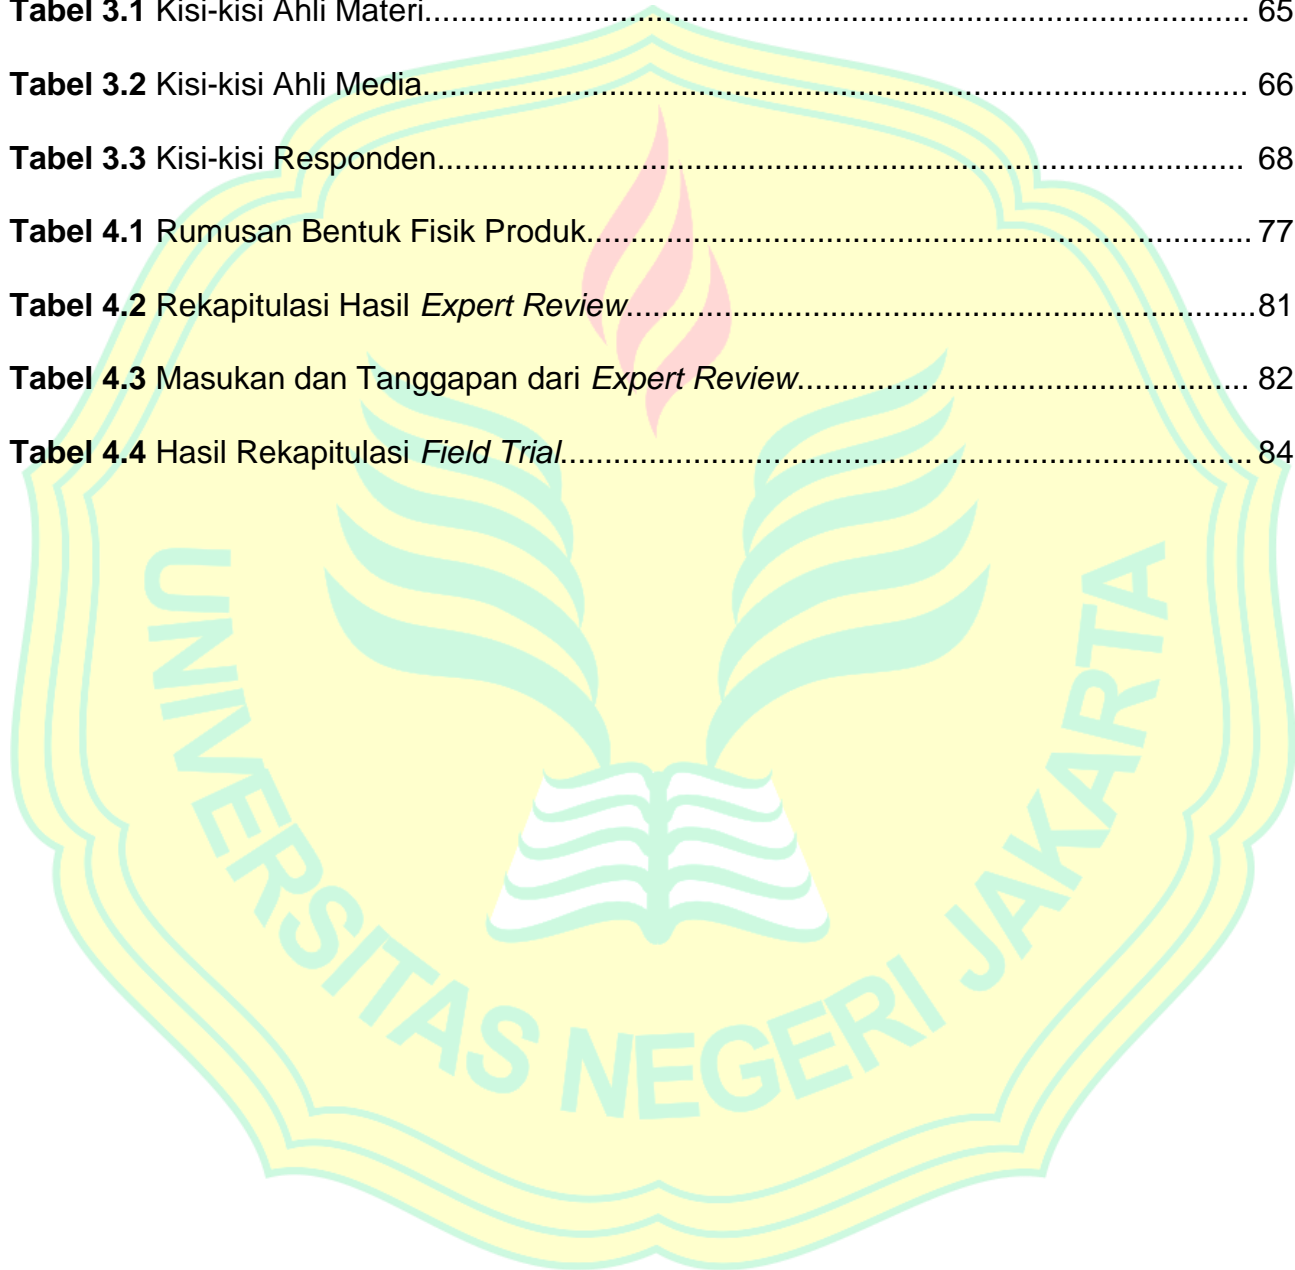 Tabel 3.1 Kisi-kisi Ahli Materi............................................................................................ 65
Tabel 3.2 Kisi-kisi Ahli Media............................................................................................ 66
Tabel 3.3 Kisi-kisi Responden.......................................................................................... 68
Tabel 4.1 Rumusan Bentuk Fisik Produk.......................................................................... 77
Tabel 4.2 Rekapitulasi Hasil Expert Review......................................................................81
Tabel 4.3 Masukan dan Tanggapan dari Expert Review.................................................. 82
Tabel 4.4 Hasil Rekapitulasi Field Trial............................................................................. 84
UNIVERSITAS NEGERI JAKARTA